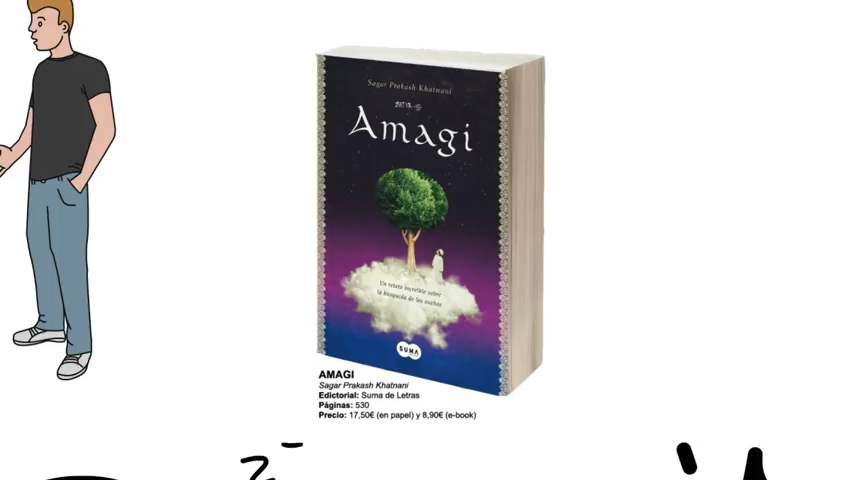 Sagar Prakash Khatnani
Amagi
Un relato increíble sobre
la búsqueda de los sueños
SUMA
AMAGI
Sagar Prakash Khatnani
Edictorial: Suma de Letras
Páginas: 530
Precio: 17,50€ (en papel) y 8,90€ (e-book)